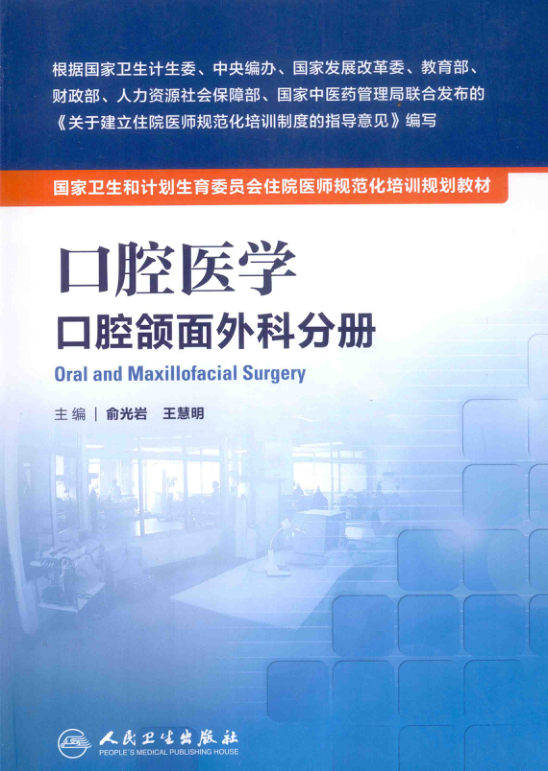 根据国家卫生计生委、中央编办、国家发展改革委、教育部、
财政部、人力资源社会保障部、国家中医药管理局联合发布的
《关于建立住院医师规范化培训制度的指导意见》编写
国家卫生和计划生育委员会住院医师规范化培训规划教材
口腔医学
口腔颌面外科分册
Oral and Maxillofacial Surgery
主编 | 俞光岩 王慧明
人民卫生出版社
PEOPLE'S MEDICAL PUBLISHING HOUSE